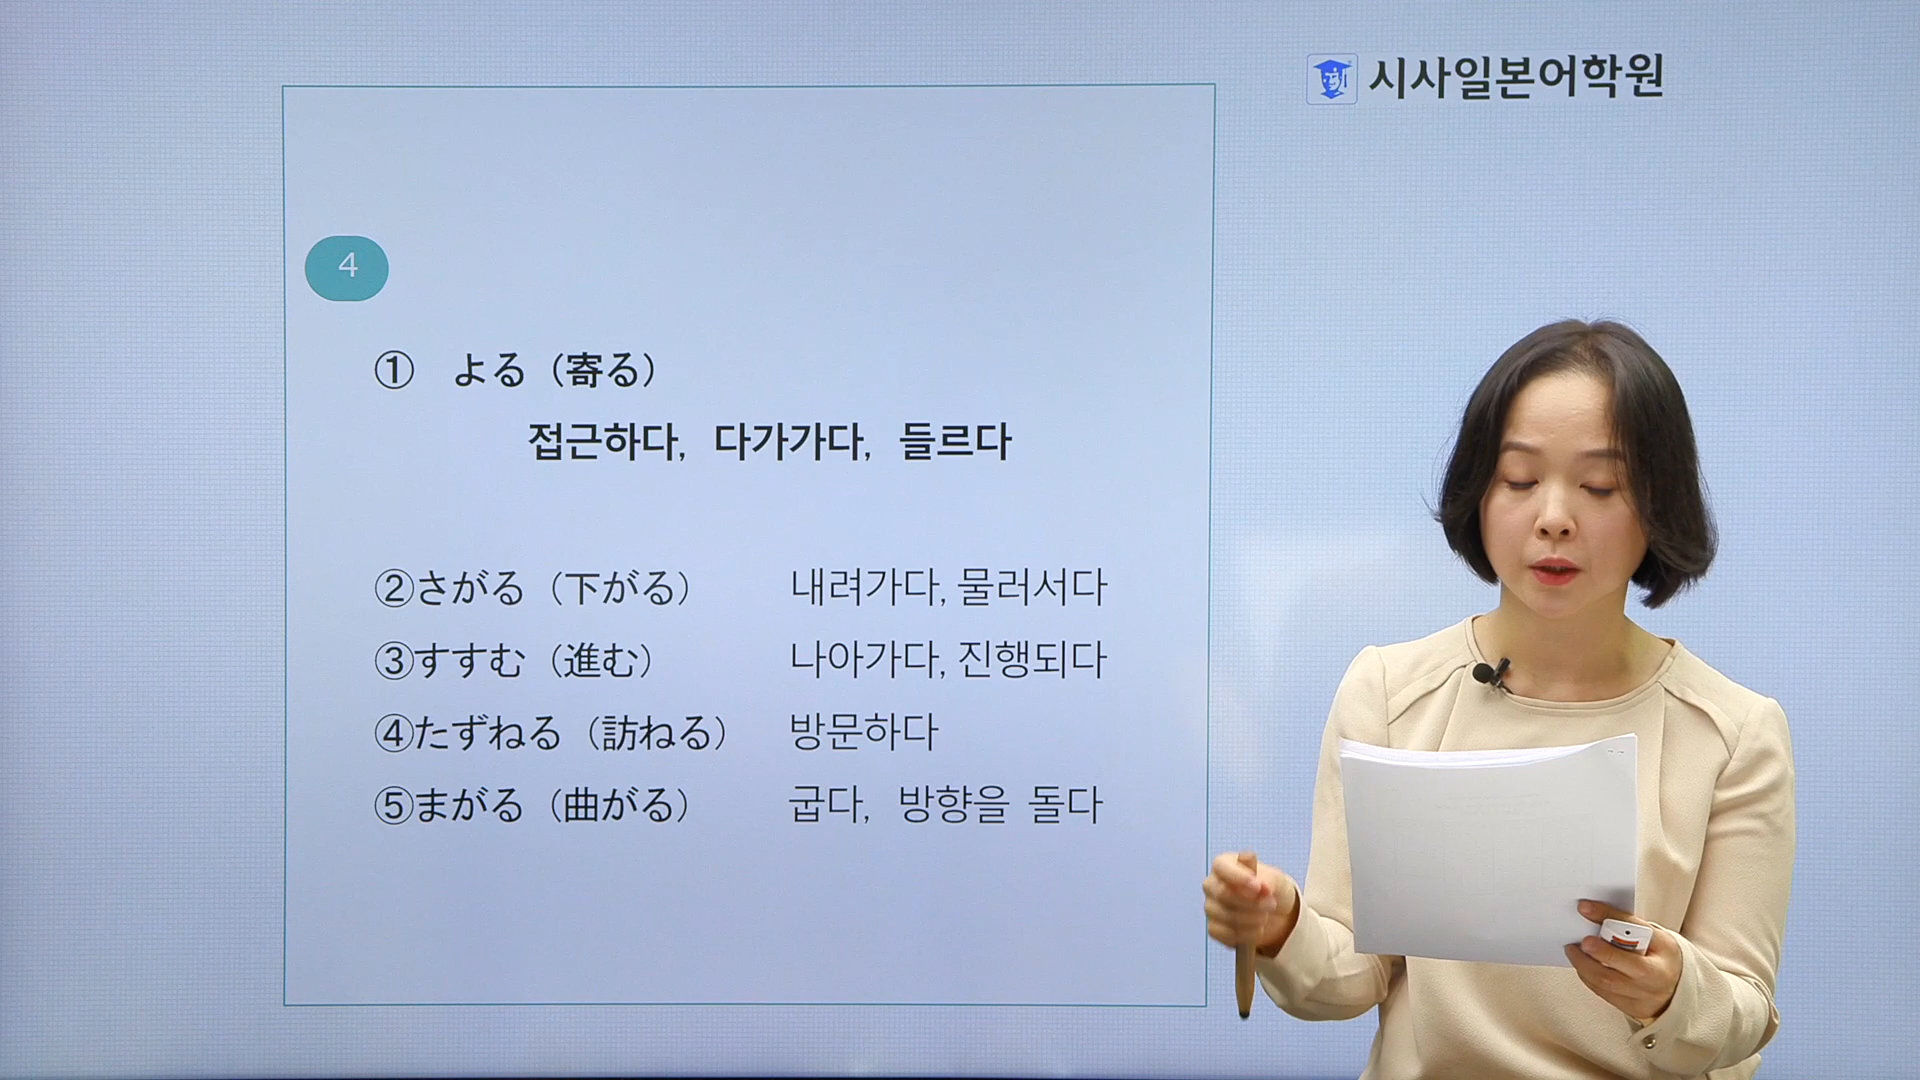 시사일본어학원
4
① よる（寄る）
접근하다, 다가가다, 들르다
②さがる（下がる） 내려가다, 물러서다
③すすむ（進む） 나아가다, 진행되다
④たずねる（訪ねる） 방문하다
⑤まがる（曲がる） 굽다, 방향을 돌다